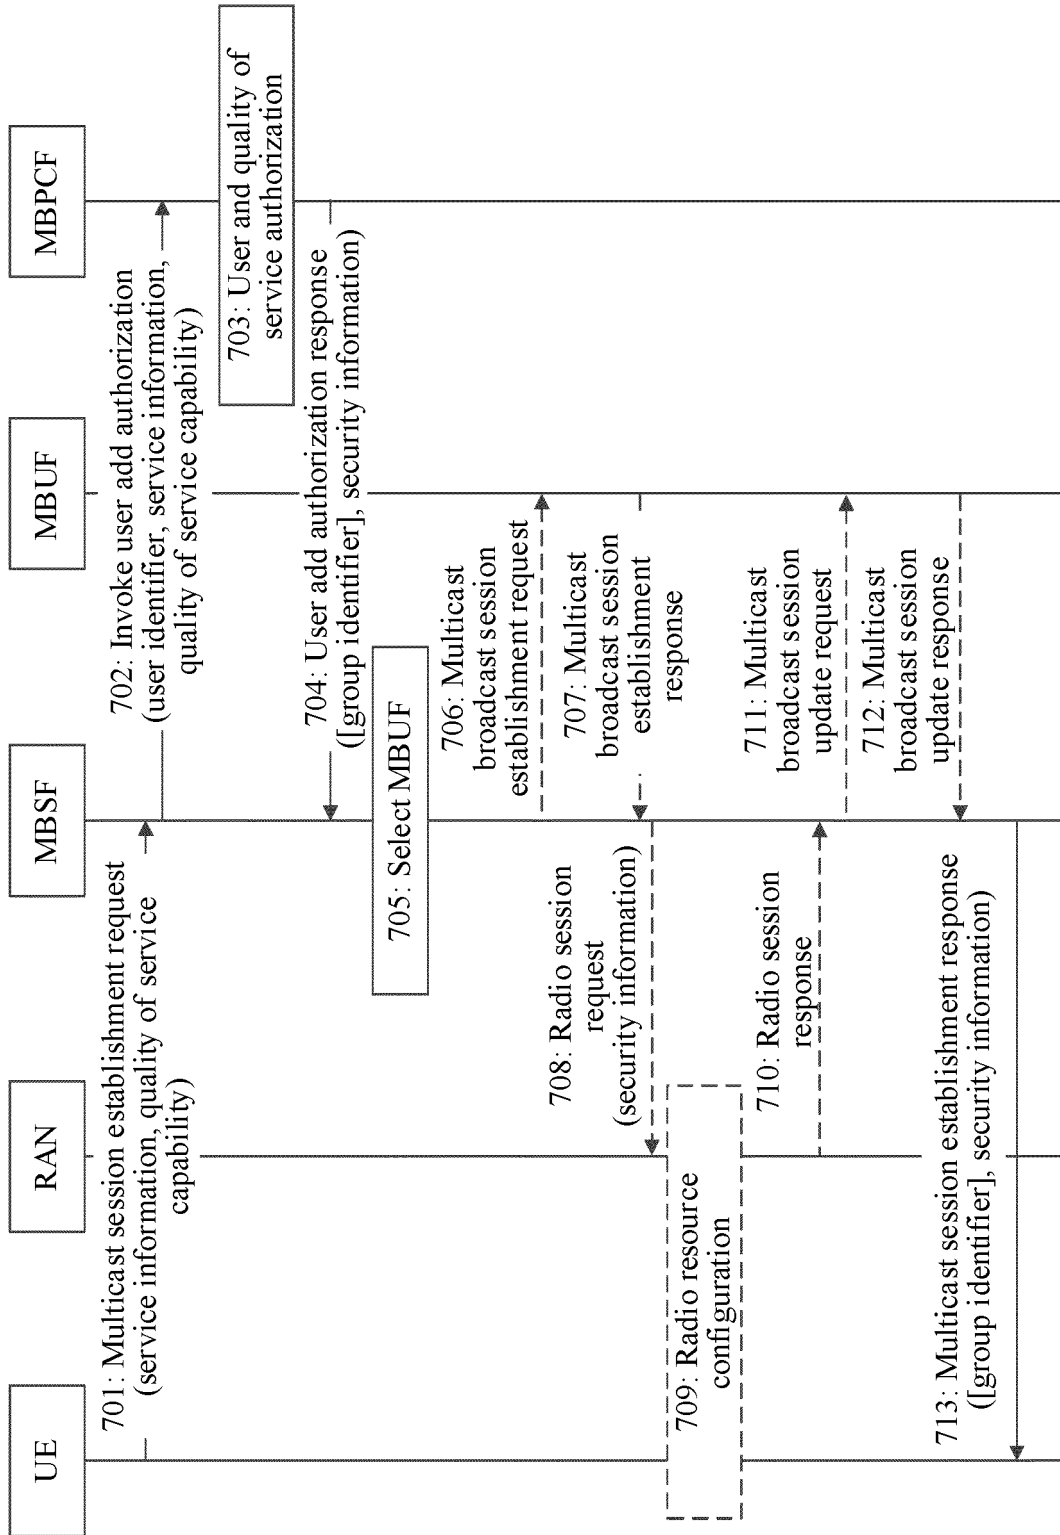 UE
RAN
MBSF
MBUF
MBPCF
701: Multicast session establishment request
(service information, quality of service
capability)
702: Invoke user add authorization
(user identifier, service information,
quality of service capability)
703: User and quality of
service authorization
704: User add authorization response
([group identifier], security information)
705: Select MBUF
706: Multicast
broadcast session
establishment request
707: Multicast
broadcast session
establishment
response
708: Radio session
request
(security information)
709: Radio resource
configuration
710: Radio session
response
711: Multicast
broadcast session
update request
712: Multicast
broadcast session
update response
713: Multicast session establishment response
([group identifier], security information)